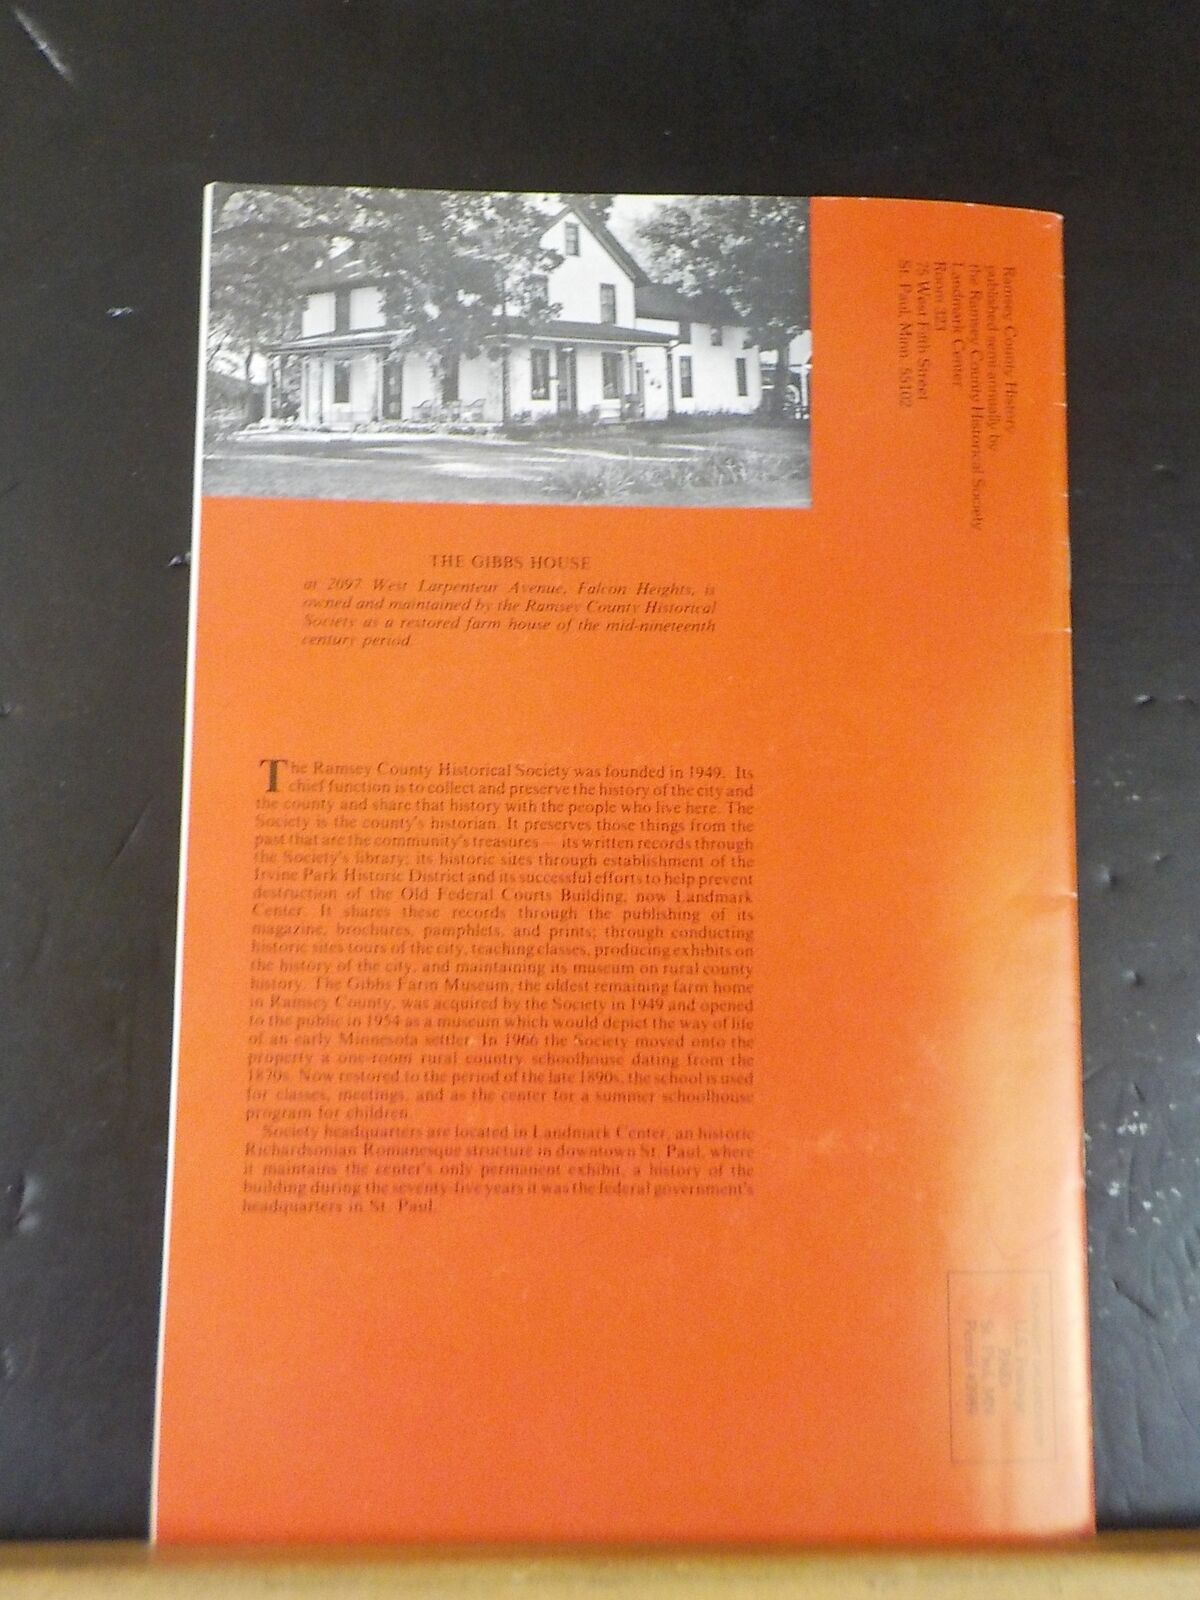 THE GIBBS HOUSE
at 2097 West Larpenteur Avenue, Falcon Heights, is
owned and maintained by the Ramsey County Historical
Society as a restored farm house of the mid-nineteenth
century period.
The Ramsey County Historical Society was founded in 1949. Its
chief function is to collect and preserve the history of the city and
the county and share that history with the people who live here. The
Society is the county's historian. It preserves those things from the
past that are the community's treasures — its written records through
the Society's library; its historic sites through establishment of the
Irvine Park Historic District and its successful efforts to help prevent
destruction of the Old Federal Courts Building, now Landmark
Center. It shares these records through the publishing of its
magazine, brochures, pamphlets, and prints; through conducting
historic sites tours of the city, teaching classes, producing exhibits on
the history of the city, and maintaining its museum on rural county
history. The Gibbs Farm Museum, the oldest remaining farm home
in Ramsey County, was acquired by the Society in 1949 and opened
to the public in 1954 as a museum which would depict the way of life
of an early Minnesota settler. In 1966 the Society moved onto the
property a one-room rural country schoolhouse dating from the
1870s. Now restored to the period of the late 1890s, the school is used
for classes, meetings, and as the center for a summer schoolhouse
program for children.
Society headquarters are located in Landmark Center, an historic
Richardsonian Romanesque structure in downtown St. Paul, where
it maintains the center's only permanent exhibit, a history of the
building during the seventy-five years it was the federal government's
headquarters in St. Paul.
Ramsey County History
published semi-annually by
the Ramsey County Historical Society
Landmark Center
Room 323
75 West Fifth Street
St. Paul, Minn. 55102
U.S. Postage
PAID
St. Paul, MN
Permit